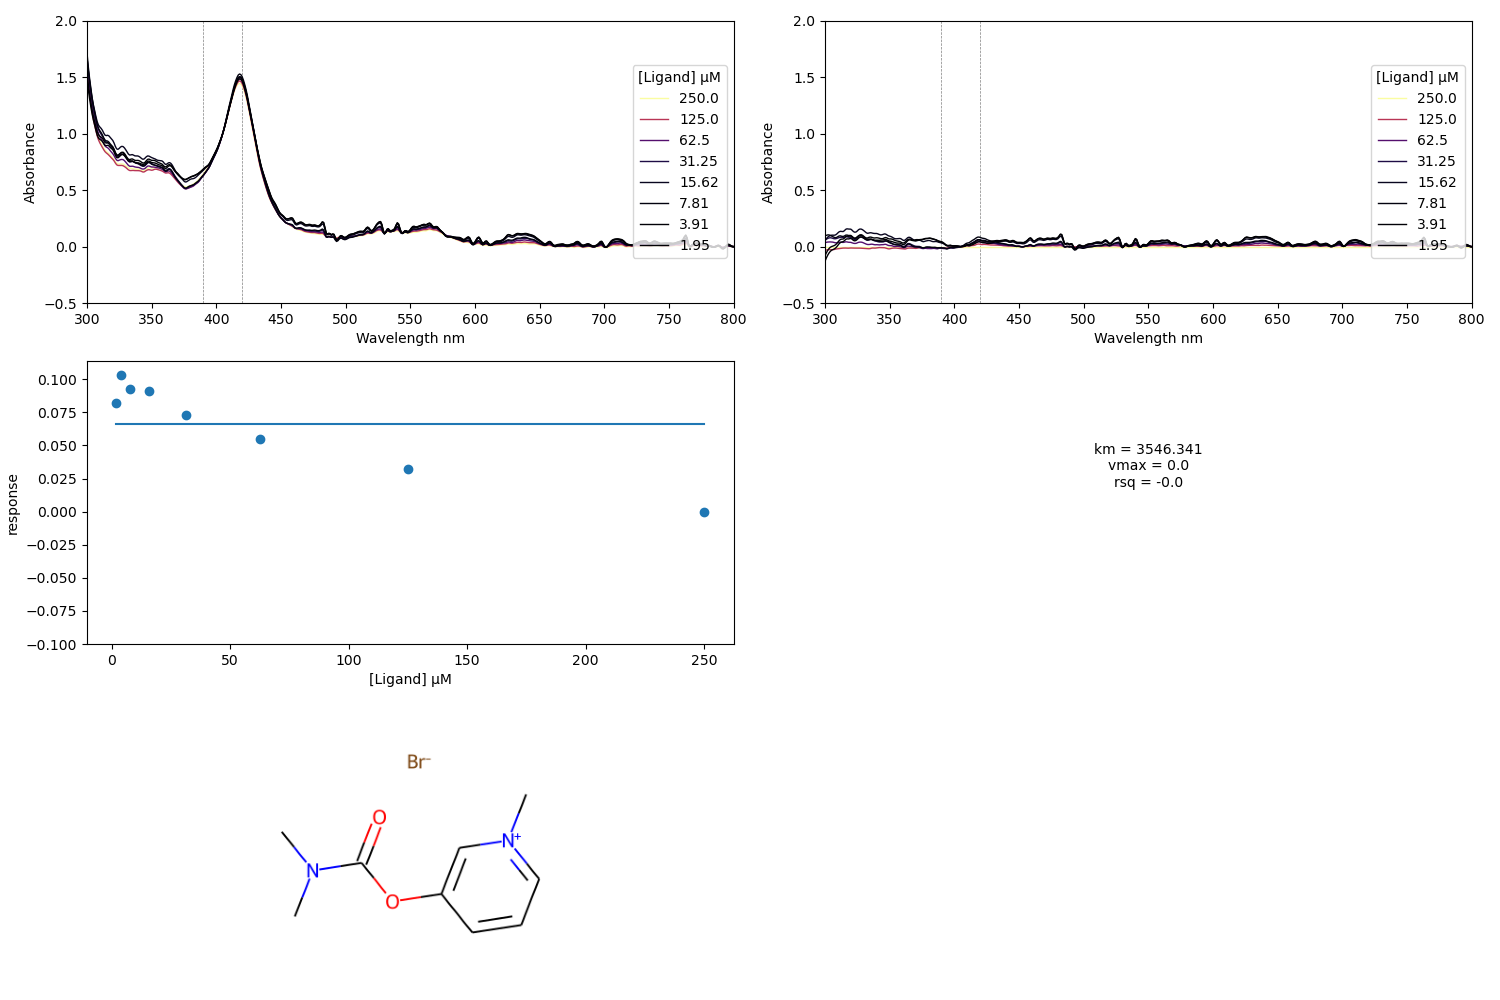 2.0
1.5
1.0
0.5
0.0
−0.5
Absorbance
300 350 400 450 500 550 600 650 700 750 800
Wavelength nm
[Ligand] µM
250.0
125.0
62.5
31.25
15.62
7.81
3.91
1.95
2.0
1.5
1.0
0.5
0.0
−0.5
Absorbance
300 350 400 450 500 550 600 650 700 750 800
Wavelength nm
[Ligand] µM
250.0
125.0
62.5
31.25
15.62
7.81
3.91
1.95
0.100
0.075
0.050
0.025
0.000
−0.025
−0.050
−0.075
−0.100
response
0 50 100 150 200 250
[Ligand] µM
km = 3546.341
vmax = 0.0
rsq = -0.0
Br⁻
O
N⁺
N
O